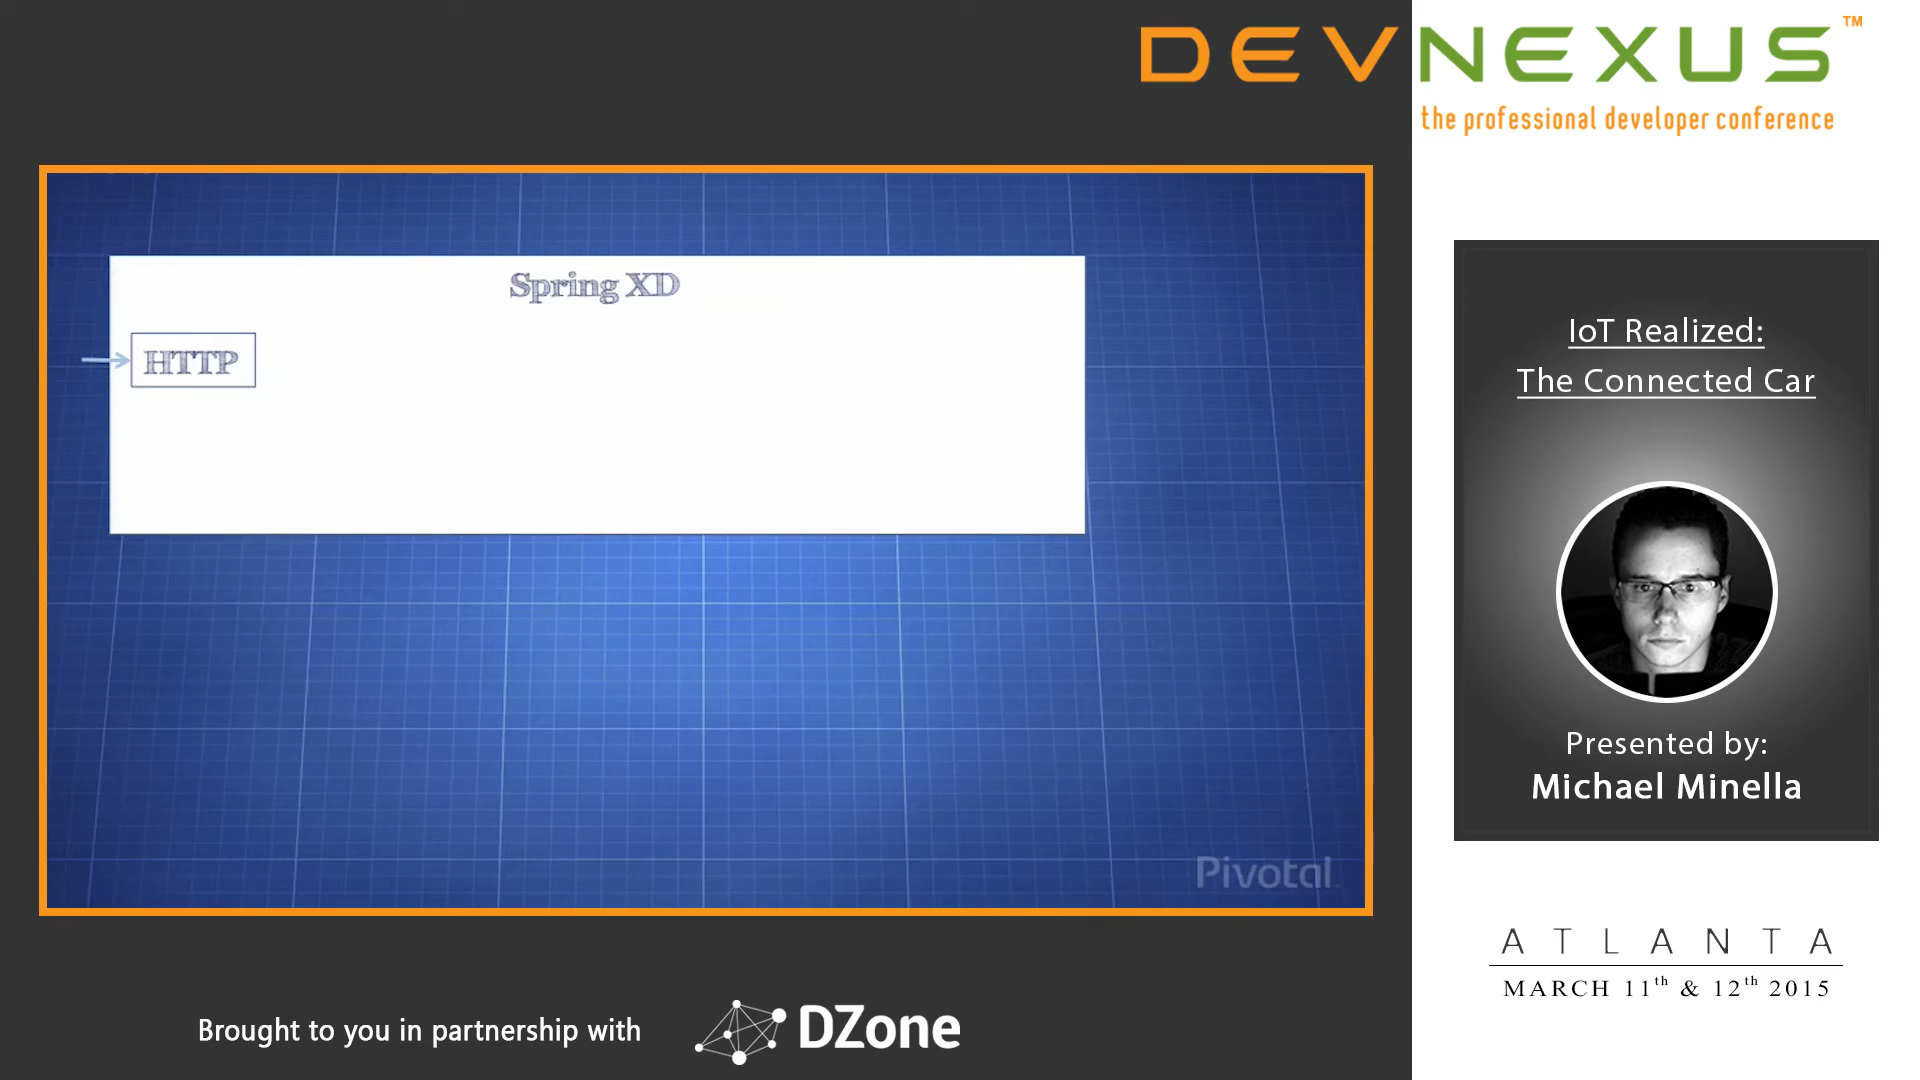 DEVNEXUS™
the professional developer conference
Spring XD
HTTP
Pivotal
IoT Realized:
The Connected Car
Presented by:
Michael Minella
ATLANTA
MARCH 11th & 12th 2015
Brought to you in partnership with
DZone